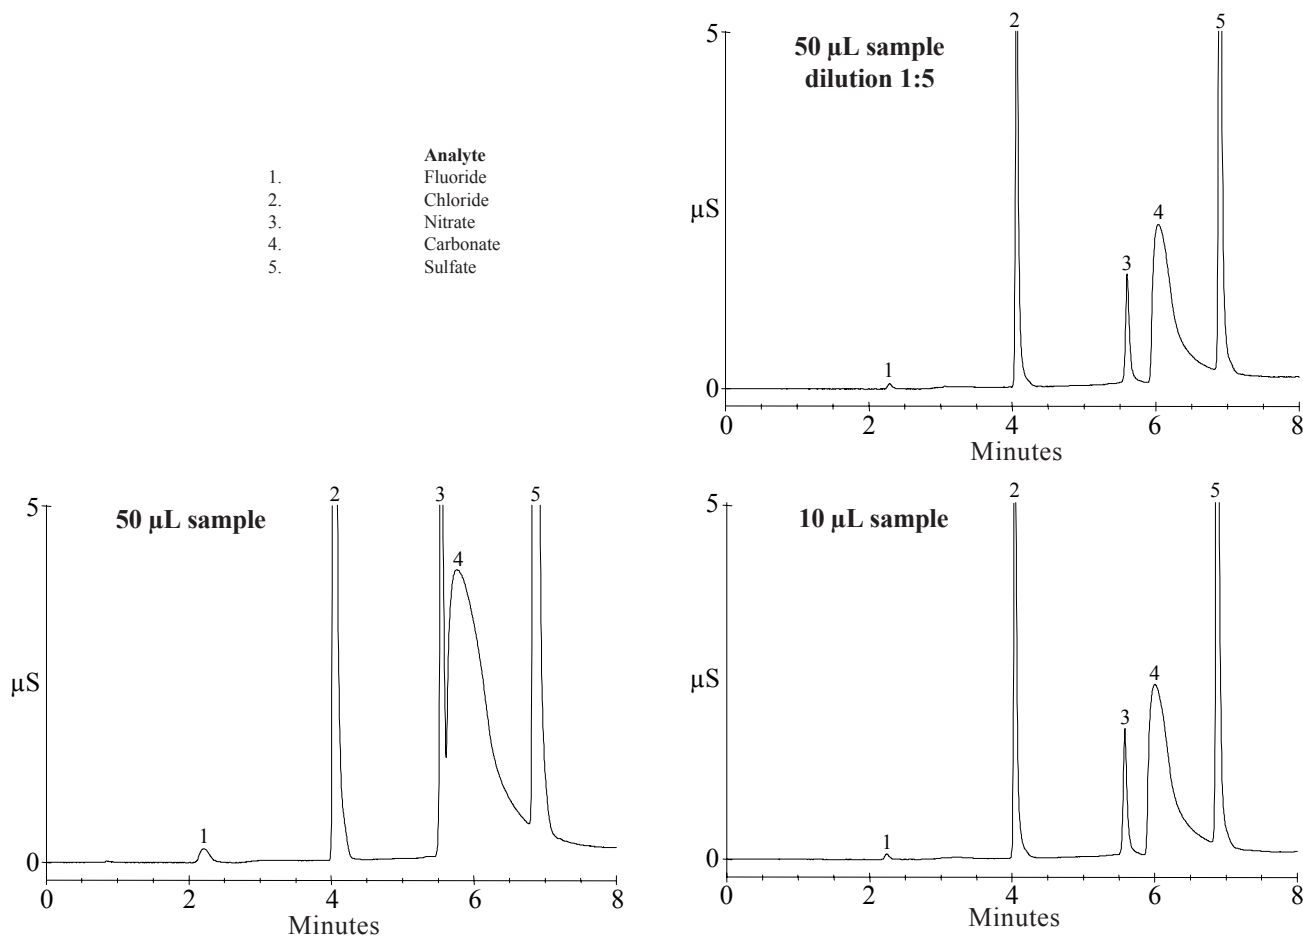 Analyte
1. Fluoride
2. Chloride
3. Nitrate
4. Carbonate
5. Sulfate
50 µL sample
dilution 1:5
5
µS
0
1
2
3
4
5
0 2 4 6 8
Minutes
50 µL sample
5
µS
0
1
2
3
4
5
0 2 4 6 8
Minutes
10 µL sample
5
µS
0
1
2
3
4
5
0 2 4 6 8
Minutes